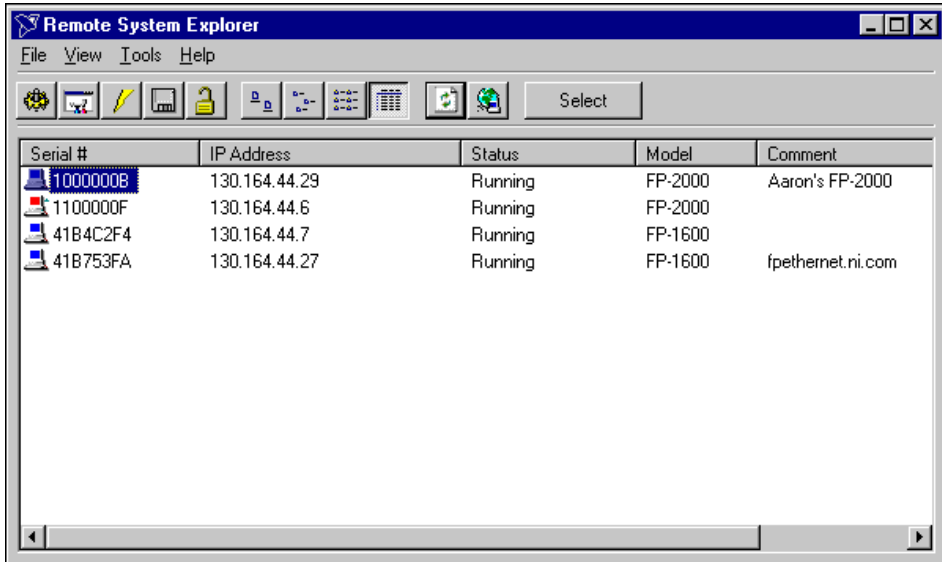 Remote System Explorer
File View Tools Help
Select
Serial # IP Address Status Model Comment
1000000B 130.164.44.29 Running FP-2000 Aaron's FP-2000
1100000F 130.164.44.6 Running FP-2000
41B4C2F4 130.164.44.7 Running FP-1600
41B753FA 130.164.44.27 Running FP-1600 fpethernet.ni.com